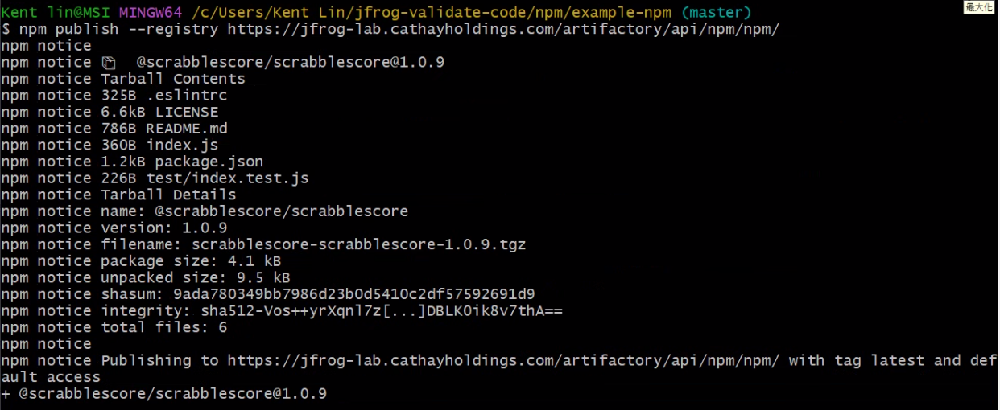 最大化
Kent lin@MSI MINGW64 /c/Users/Kent Lin/jfrog-validate-code/npm/example-npm (master)
$ npm publish --registry https://jfrog-lab.cathayholdings.com/artifactory/api/npm/npm/
npm notice
npm notice @scrabblescore/scrabblescore@1.0.9
npm notice Tarball Contents
npm notice 325B .eslintrc
npm notice 6.6kB LICENSE
npm notice 786B README.md
npm notice 360B index.js
npm notice 1.2kB package.json
npm notice 226B test/index.test.js
npm notice Tarball Details
npm notice name: @scrabblescore/scrabblescore
npm notice version: 1.0.9
npm notice filename: scrabblescore-scrabblescore-1.0.9.tgz
npm notice package size: 4.1 kB
npm notice unpacked size: 9.5 kB
npm notice shasum: 9ada780349bb7986d23b0d5410c2df57592691d9
npm notice integrity: sha512-Vos++yrXqnl7z[...]DBLKOik8v7thA==
npm notice total files: 6
npm notice
npm notice Publishing to https://jfrog-lab.cathayholdings.com/artifactory/api/npm/npm/ with tag latest and def
ault access
+ @scrabblescore/scrabblescore@1.0.9